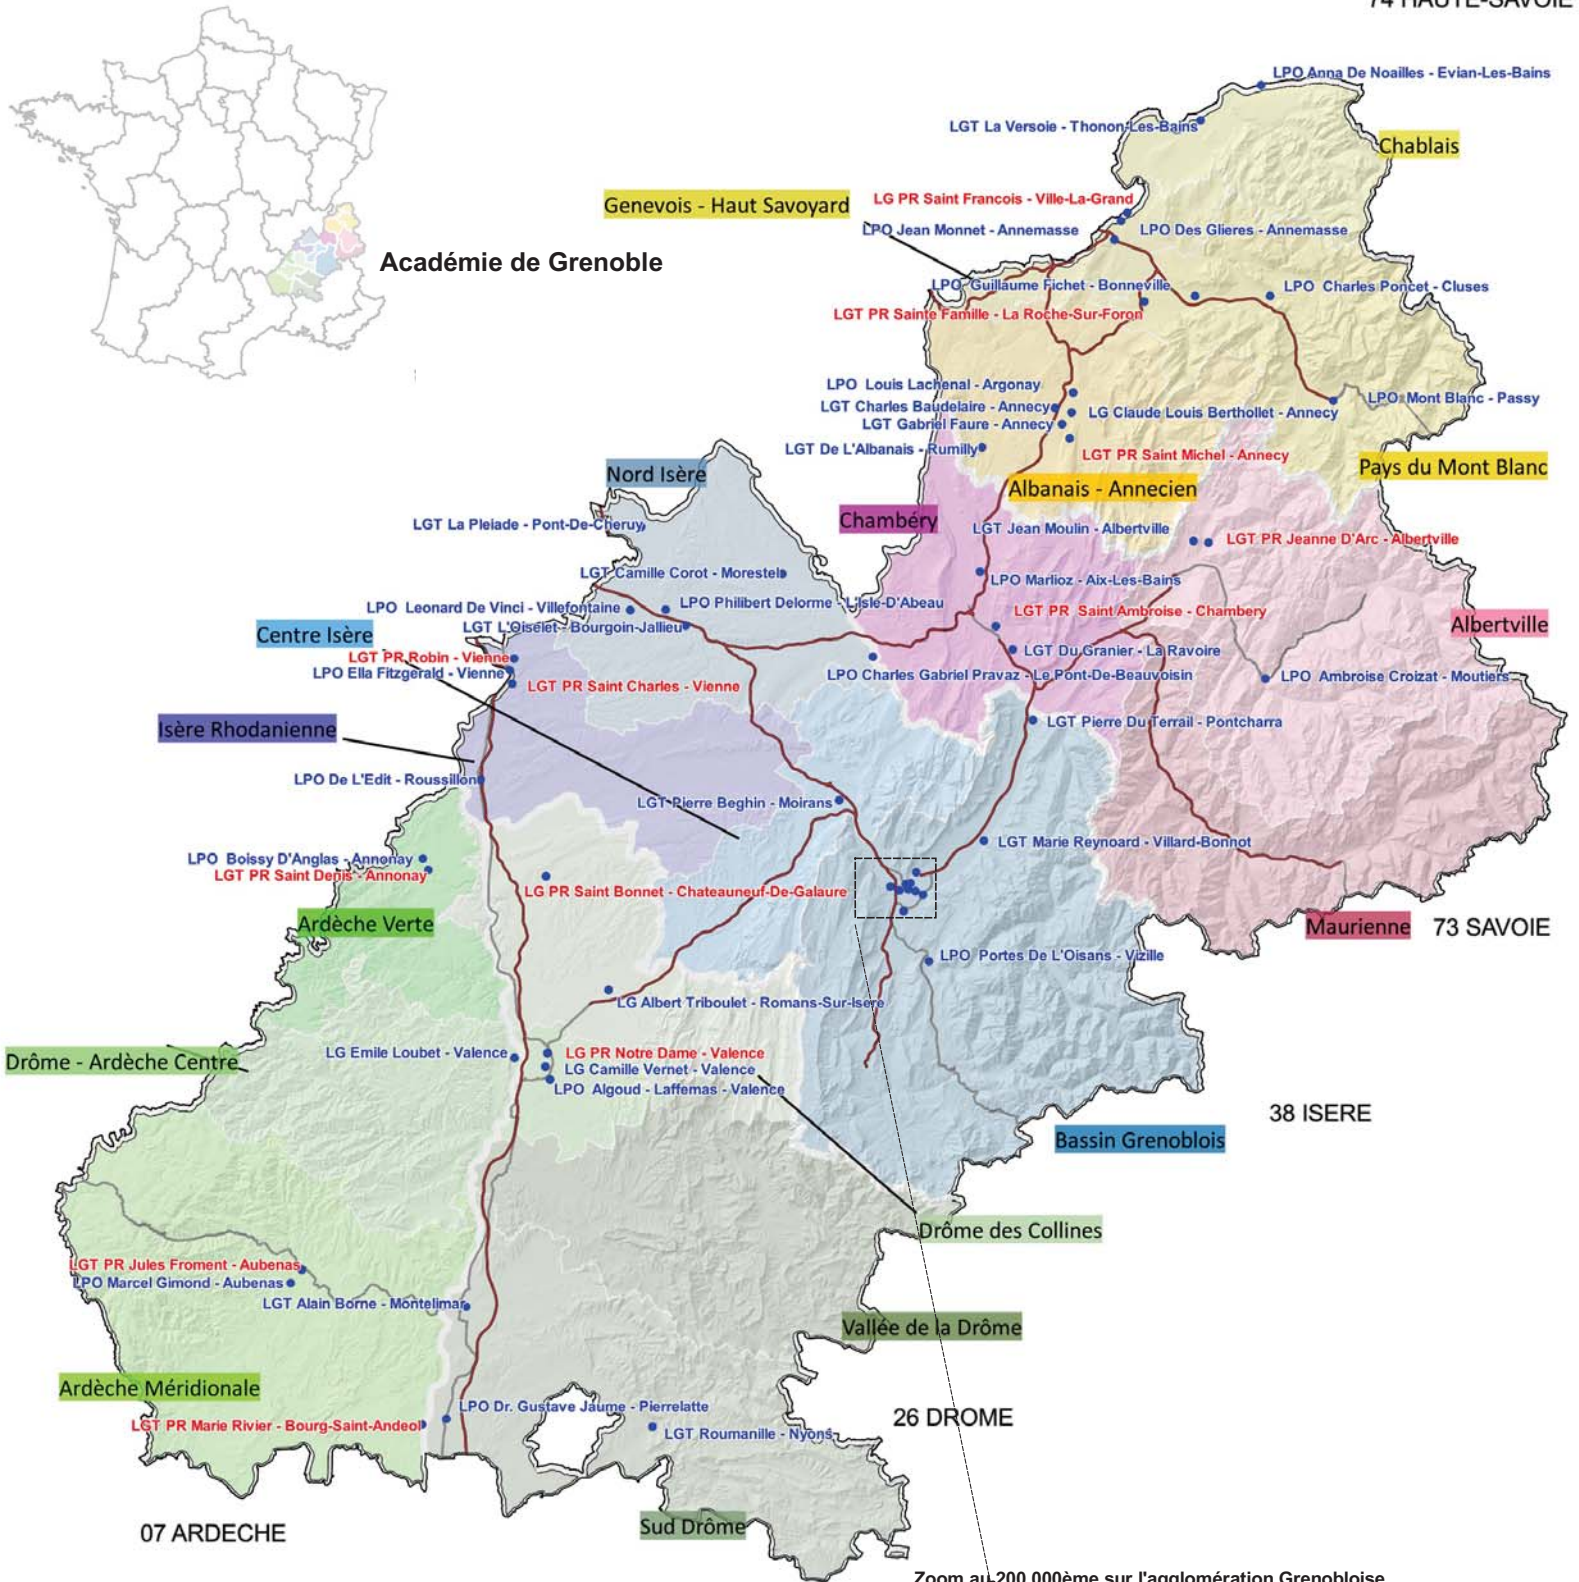 74 HAUTE-SAVOIE
LPO Anna De Noailles - Evian-Les-Bains
LGT La Versoie - Thonon-Les-Bains
Chablais
Genevois - Haut Savoyard
LG PR Saint Francois - Ville-La-Grand
LPO Jean Monnet - Annemasse
LPO Des Glieres - Annemasse
Académie de Grenoble
LPO Guillaume Fichet - Bonneville
LPO Charles Poncet - Cluses
LGT PR Sainte Famille - La Roche-Sur-Foron
LPO Louis Lachenal - Argonay
LGT Charles Baudelaire - Annecy
LG Claude Louis Berthollet - Annecy
LPO Mont Blanc - Passy
LGT Gabriel Faure - Annecy
LGT De L'Albanais - Rumilly
LGT PR Saint Michel - Annecy
Pays du Mont Blanc
Nord Isère
Albanais - Annecien
Chambéry
LGT La Pleiade - Pont-De-Cheruy
LGT Jean Moulin - Albertville
LGT PR Jeanne D'Arc - Albertville
LGT Camille Corot - Morestel
LPO Marlioz - Aix-Les-Bains
LPO Leonard De Vinci - Villefontaine
LPO Philibert Delorme - L'Isle-D'Abeau
LGT PR Saint Ambroise - Chambery
LGT L'Oiselet - Bourgoin-Jallieu
Centre Isère
Albertville
LGT PR Robin - Vienne
LGT Du Granier - La Ravoire
LPO Ella Fitzgerald - Vienne
LPO Charles Gabriel Pravaz - Le Pont-De-Beauvoisin
LPO Ambroise Croizat - Moutiers
LGT PR Saint Charles - Vienne
LGT Pierre Du Terrail - Pontcharra
Isère Rhodanienne
LPO De L'Edit - Roussillon
LGT Pierre Beghin - Moirans
LGT Marie Reynoard - Villard-Bonnot
LPO Boissy D'Anglas - Annonay
LGT PR Saint Denis - Annonay
LG PR Saint Bonnet - Chateauneuf-De-Galaure
Ardèche Verte
Maurienne
73 SAVOIE
LPO Portes De L'Oisans - Vizille
LG Albert Triboulet - Romans-Sur-Isere
Drôme - Ardèche Centre
LG Emile Loubet - Valence
LG PR Notre Dame - Valence
LG Camille Vernet - Valence
LPO Algoud - Laffemas - Valence
38 ISERE
Bassin Grenoblois
Drôme des Collines
LGT PR Jules Froment - Aubenas
LPO Marcel Gimond - Aubenas
LGT Alain Borne - Montelimar
Vallée de la Drôme
Ardèche Méridionale
LPO Dr. Gustave Jaume - Pierrelatte
26 DROME
LGT PR Marie Rivier - Bourg-Saint-Andeol
LGT Roumanille - Nyons
07 ARDECHE
Sud Drôme
Zoom au 200 000ème sur l'agglomération Grenobloise